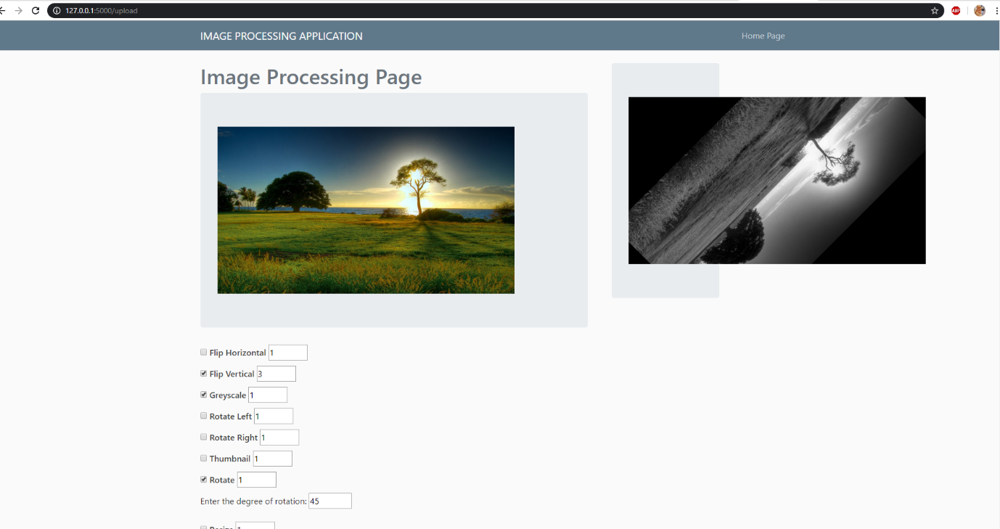 127.0.0.1:5000/upload
ABP
IMAGE PROCESSING APPLICATION
Home Page
Image Processing Page
Flip Horizontal 1
Flip Vertical 3
Greyscale 1
Rotate Left 1
Rotate Right 1
Thumbnail 1
Rotate 1
Enter the degree of rotation: 45
Resize 1